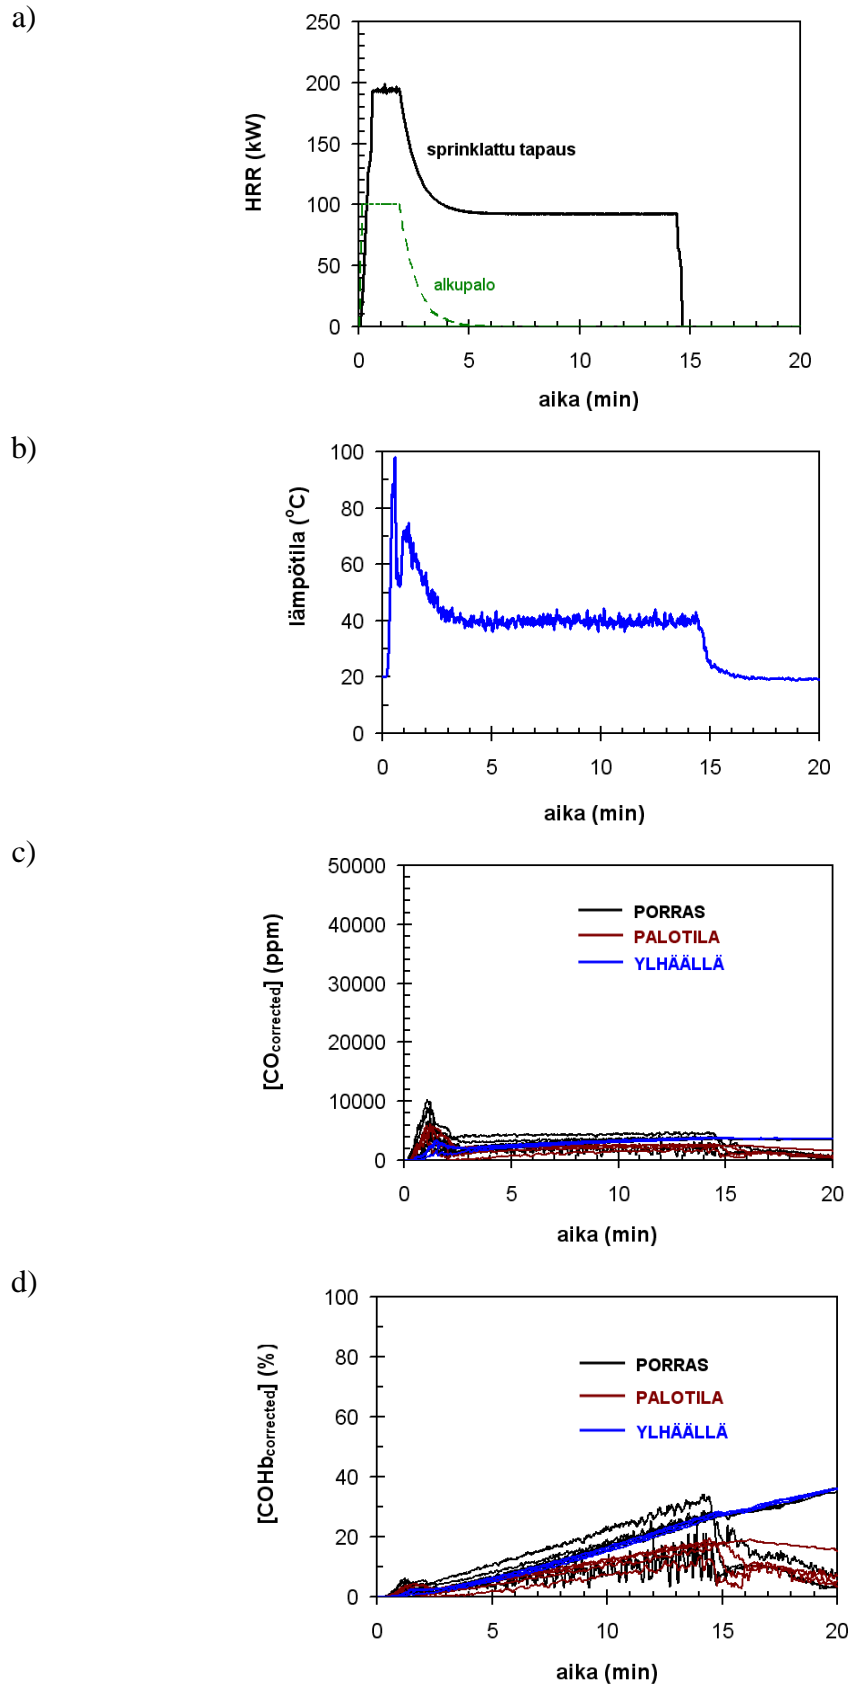 a)
250
200
150
100
50
0
HRR (kW)
sprinklattu tapaus
alkupalo
0 5 10 15 20
aika (min)
b)
100
80
60
40
20
0
lämpötila (°C)
0 5 10 15 20
aika (min)
c)
50000
40000
30000
20000
10000
0
[COcorrected] (ppm)
PORRAS
PALOTILA
YLHÄÄLLÄ
0 5 10 15 20
aika (min)
d)
100
80
60
40
20
0
[COHbcorrected] (%)
PORRAS
PALOTILA
YLHÄÄLLÄ
0 5 10 15 20
aika (min)